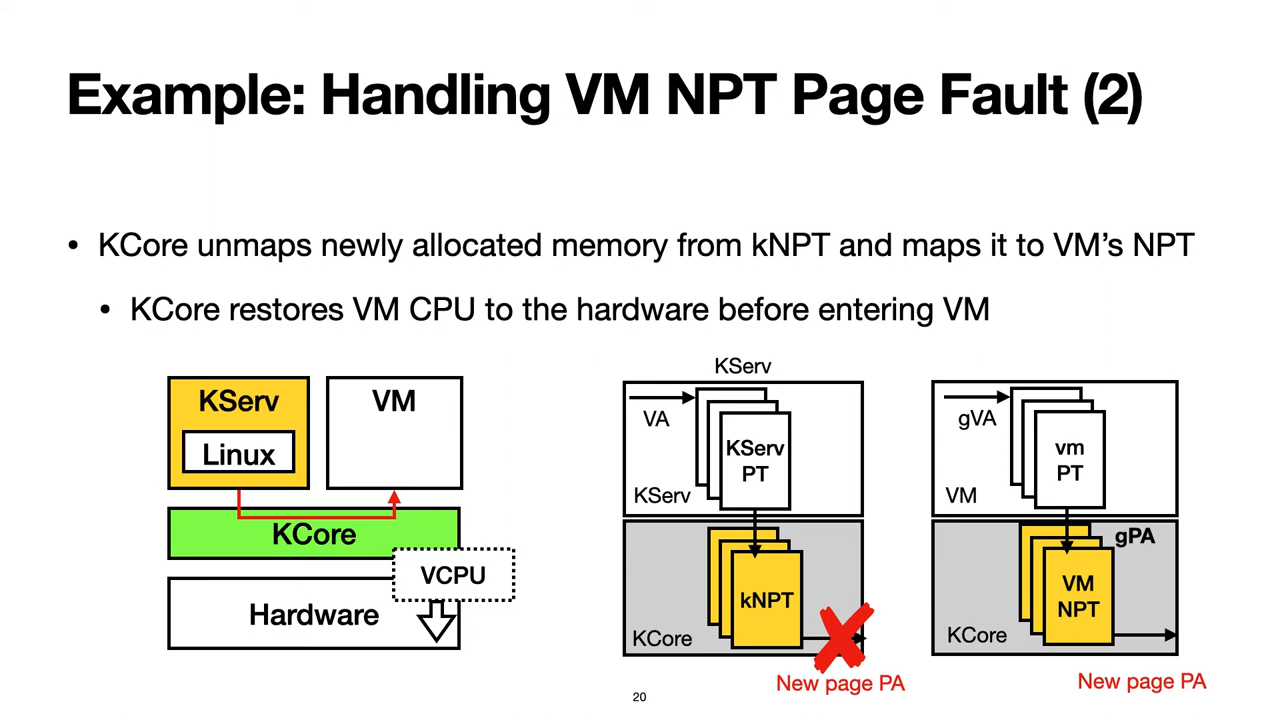 Example: Handling VM NPT Page Fault (2)
• KCore unmaps newly allocated memory from kNPT and maps it to VM’s NPT
• KCore restores VM CPU to the hardware before entering VM
KServ
Linux
VM
KCore
VCPU
Hardware
KServ
VA
KServ
PT
KServ
kNPT
KCore
New page PA
gVA
vm
PT
VM
gPA
VM
NPT
KCore
New page PA
20